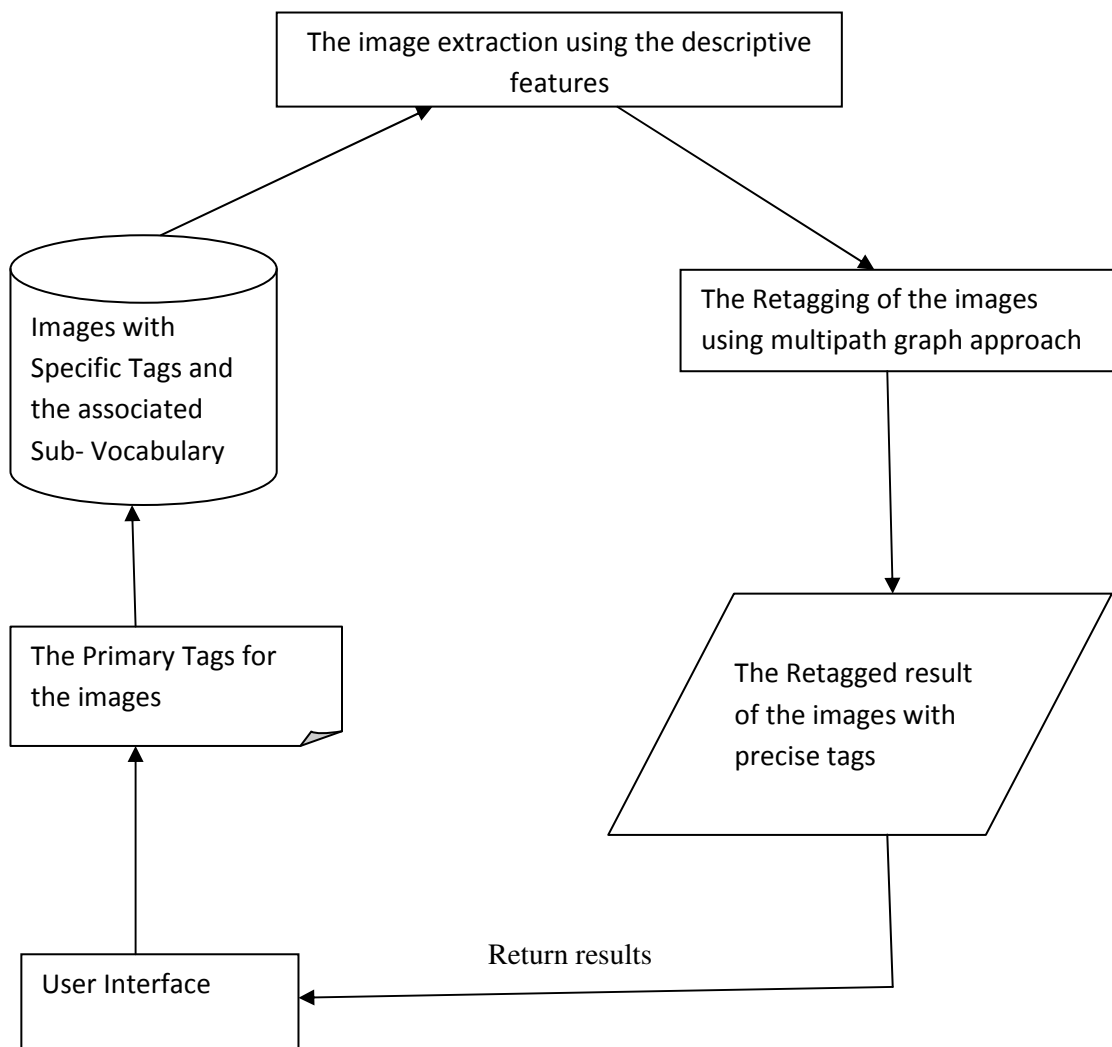 The image extraction using the descriptive
features
Images with
Specific Tags and
the associated
Sub- Vocabulary
The Retagging of the images
using multipath graph approach
The Primary Tags for
the images
The Retagged result
of the images with
precise tags
Return results
User Interface